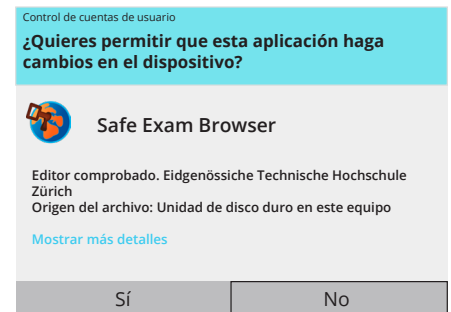 Control de cuentas de usuario
¿Quieres permitir que esta aplicación haga
cambios en el dispositivo?
Safe Exam Browser
Editor comprobado. Eidgenössiche Technische Hochschule
Zürich
Origen del archivo: Unidad de disco duro en este equipo
Mostrar más detalles
Sí
No